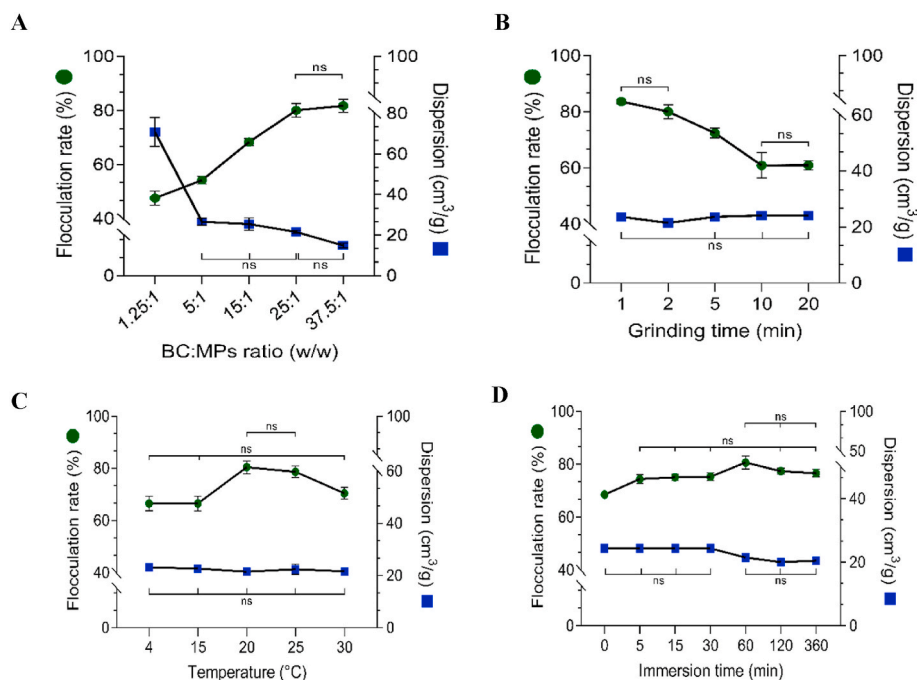 A
Flocculation rate (%)
100
80
60
40
0
ns
100
80
60
40
20
0
Dispersion (cm³/g)
ns
ns
1.25:1
5:1
15:1
25:1
37.5:1
BC:MPs ratio (w/w)
B
Flocculation rate (%)
100
80
60
40
0
ns
ns
ns
100
60
40
20
0
Dispersion (cm³/g)
1
2
5
10
20
Grinding time (min)
C
Flocculation rate (%)
100
80
60
40
0
ns
ns
ns
100
60
40
20
0
Dispersion (cm³/g)
4
15
20
25
30
Temperature (°C)
D
Flocculation rate (%)
100
80
60
40
0
ns
ns
ns
ns
100
50
40
20
0
Dispersion (cm³/g)
0
5
15
30
60
120
360
Immersion time (min)